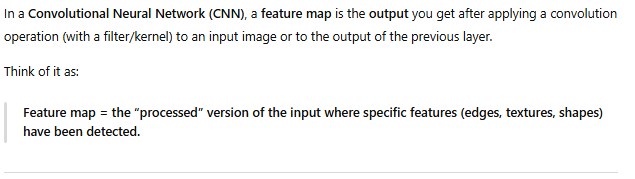 In a Convolutional Neural Network (CNN), a feature map is the output you get after applying a convolution
operation (with a filter/kernel) to an input image or to the output of the previous layer.
Think of it as:
Feature map = the “processed” version of the input where specific features (edges, textures, shapes)
have been detected.